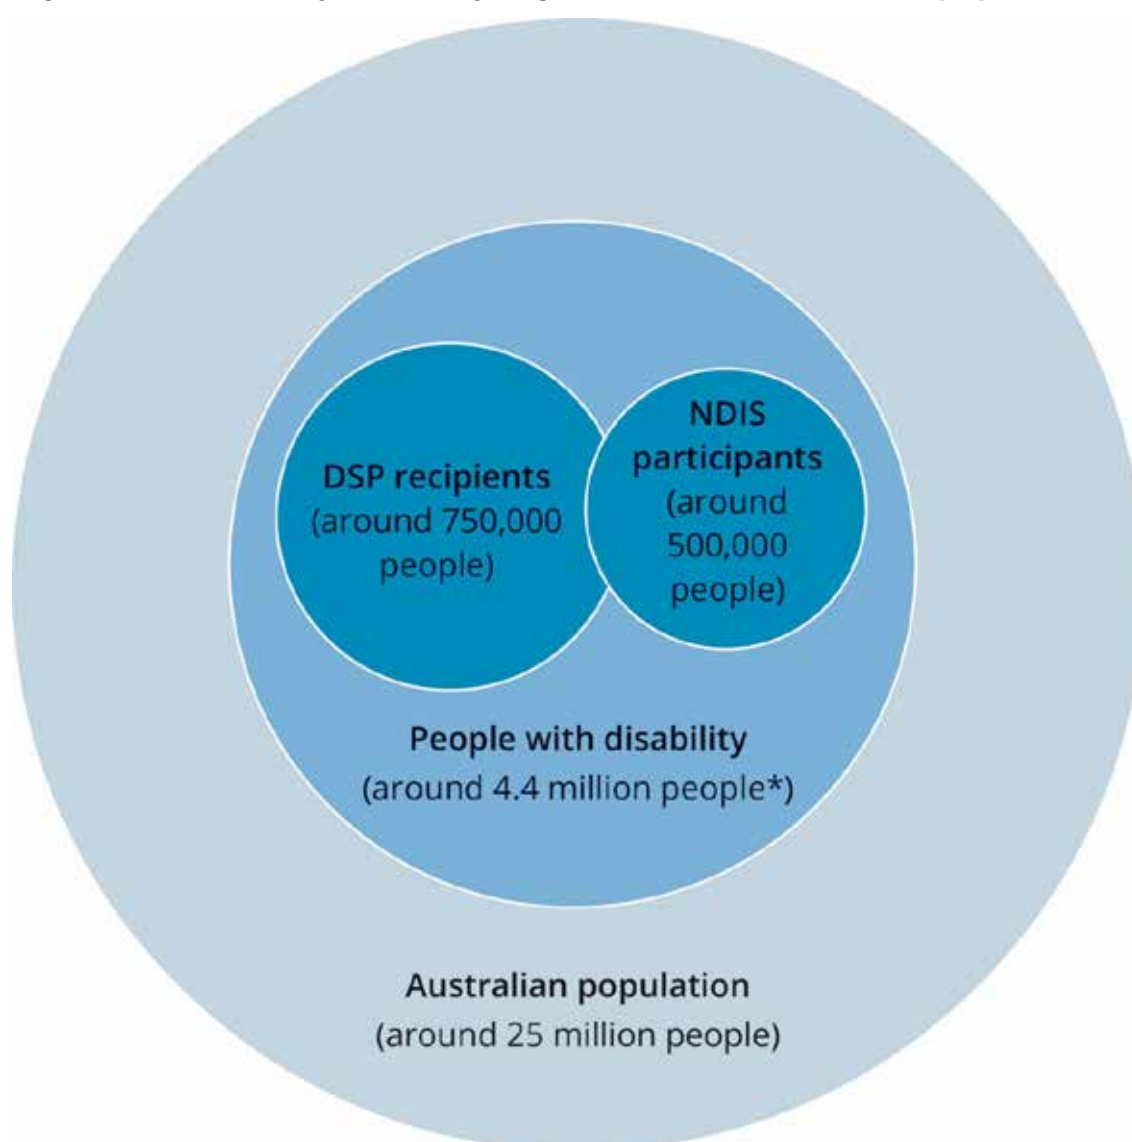 DSP recipients
(around 750,000
people)
NDIS
participants
(around
500,000
people)
People with disability
(around 4.4 million people*)
Australian population
(around 25 million people)